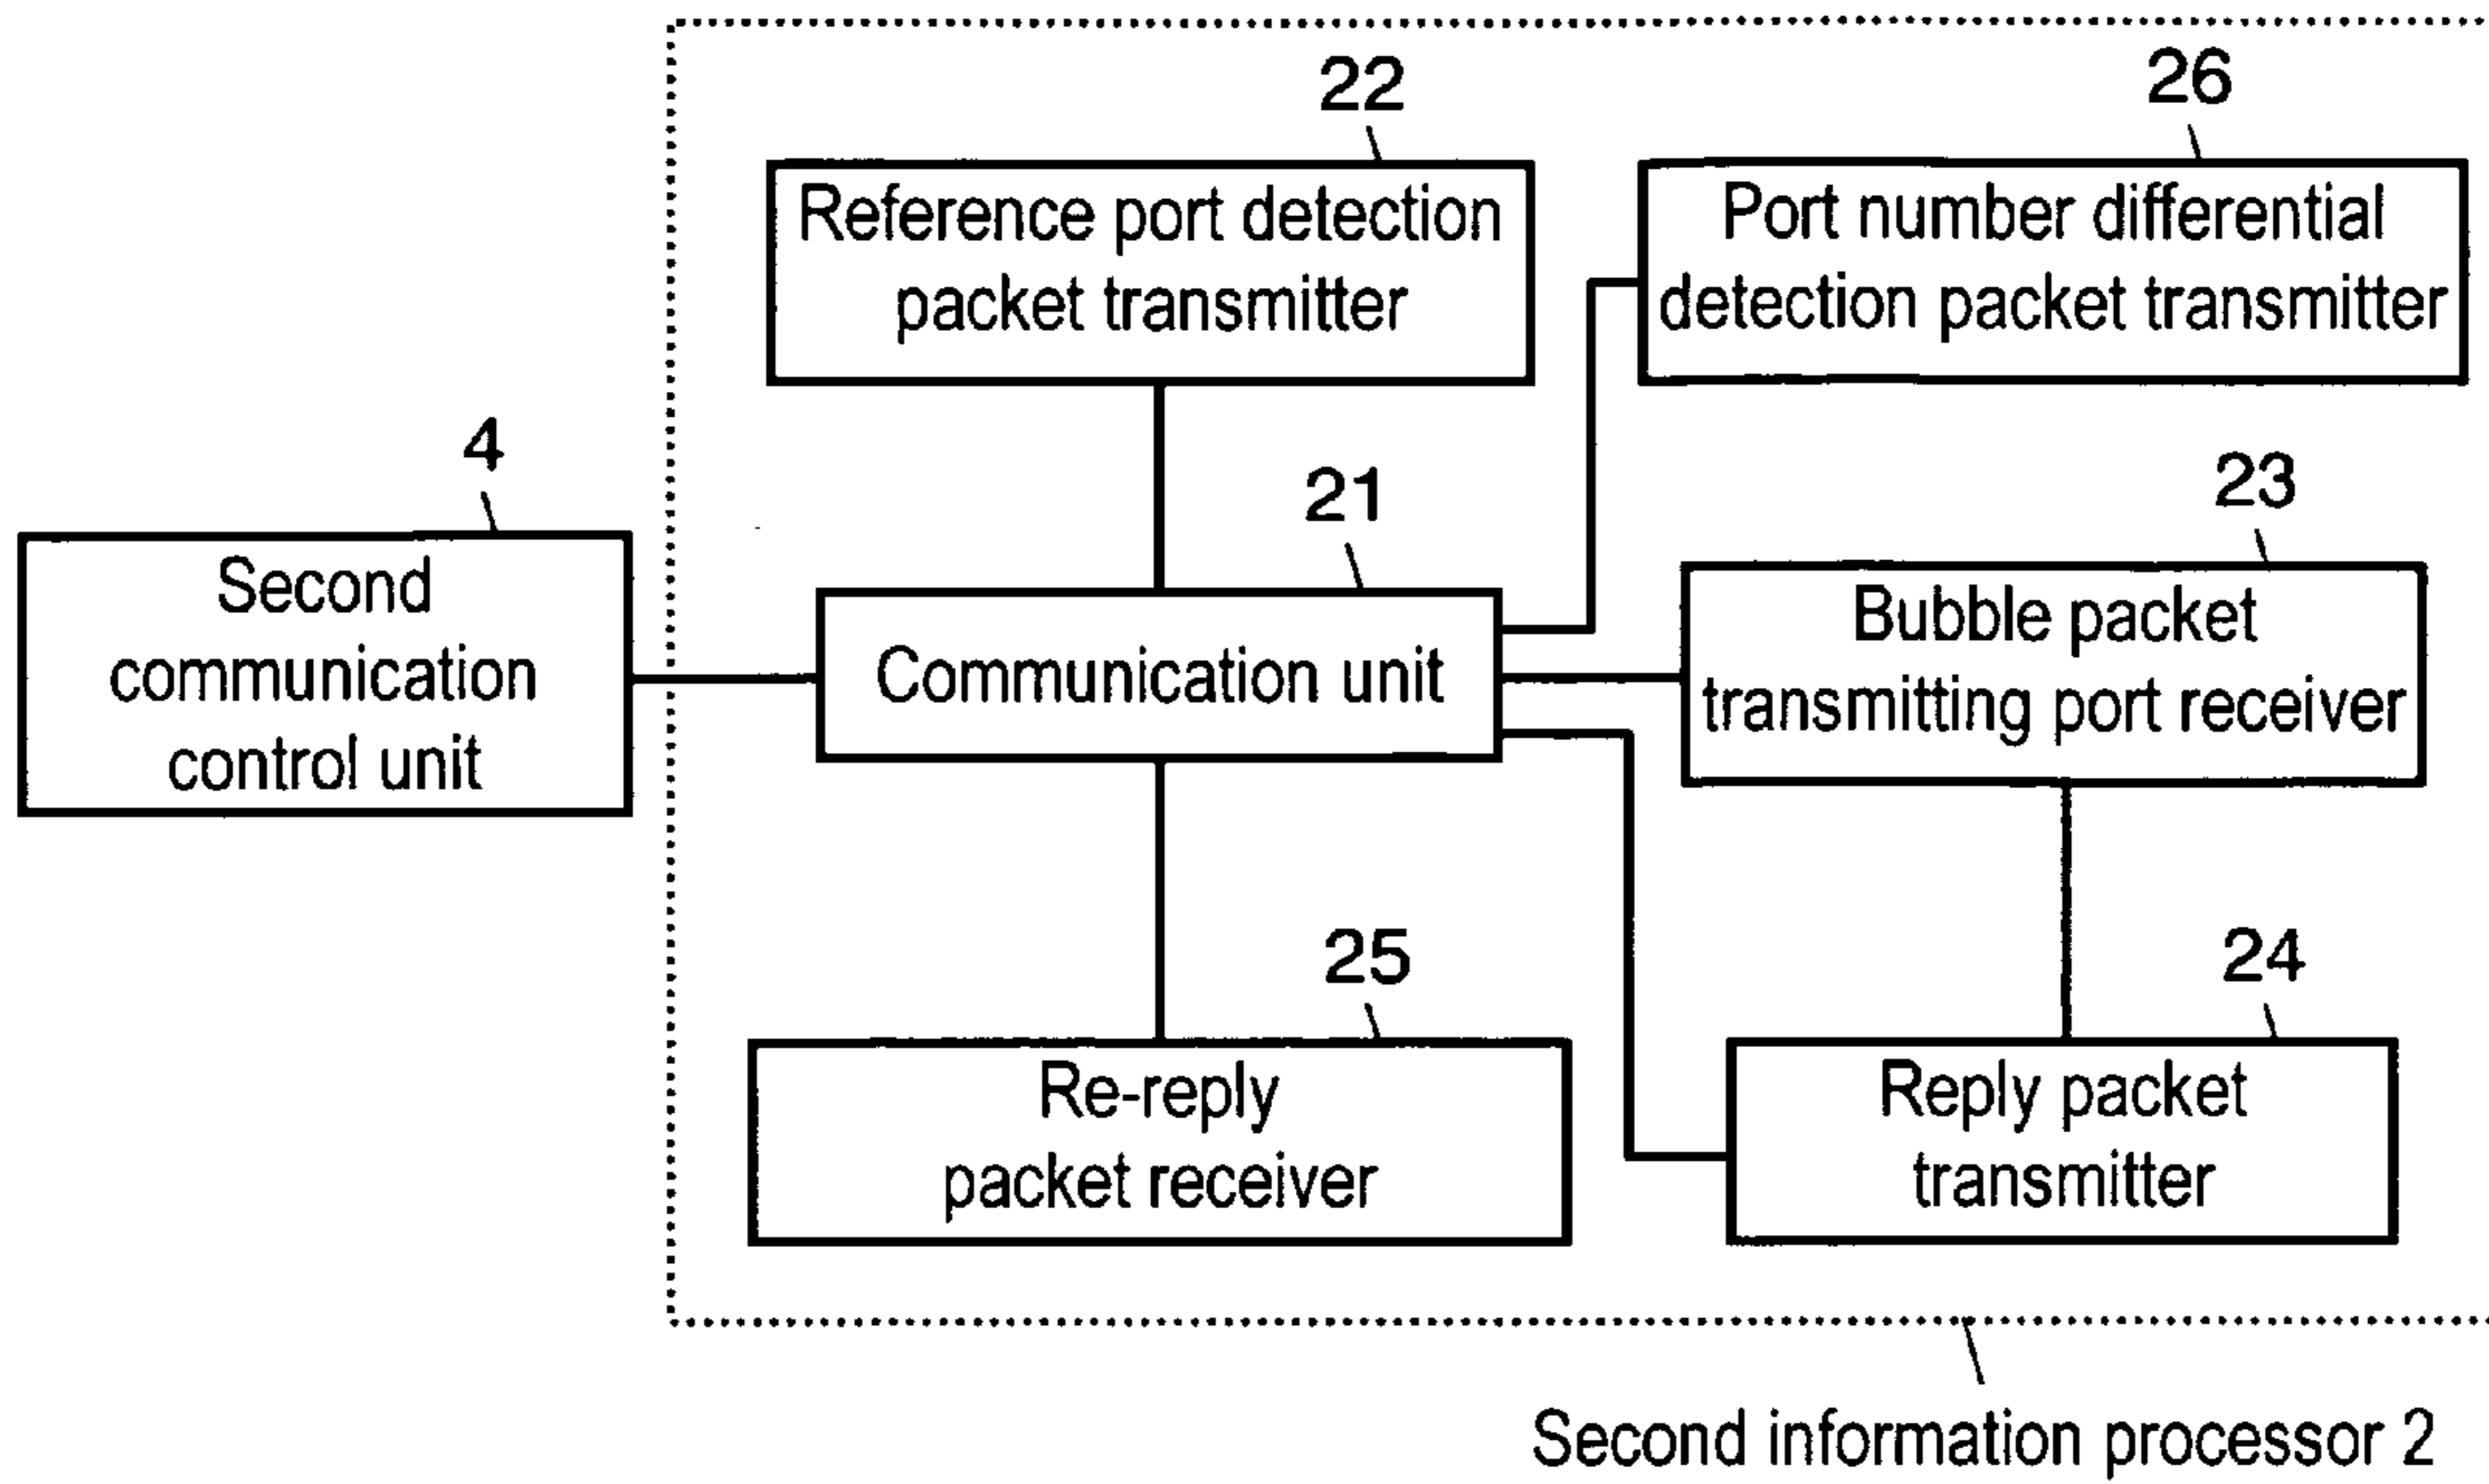 22
Reference port detection
packet transmitter
26
Port number differential
detection packet transmitter
4
Second
communication
control unit
21
Communication unit
23
Bubble packet
transmitting port receiver
25
Re-reply
packet receiver
24
Reply packet
transmitter
Second information processor 2